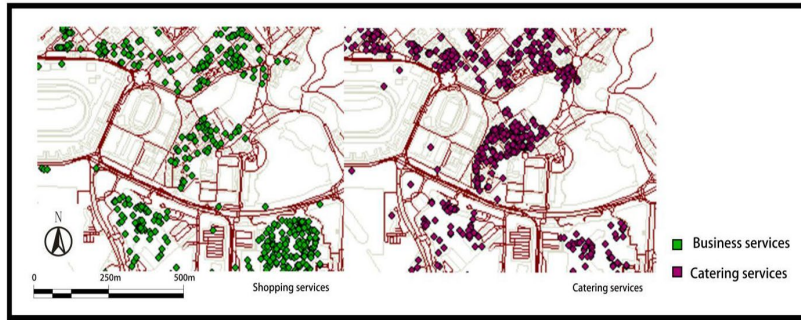 N
0 250m 500m
Shopping services
Catering services
Business services
Catering services